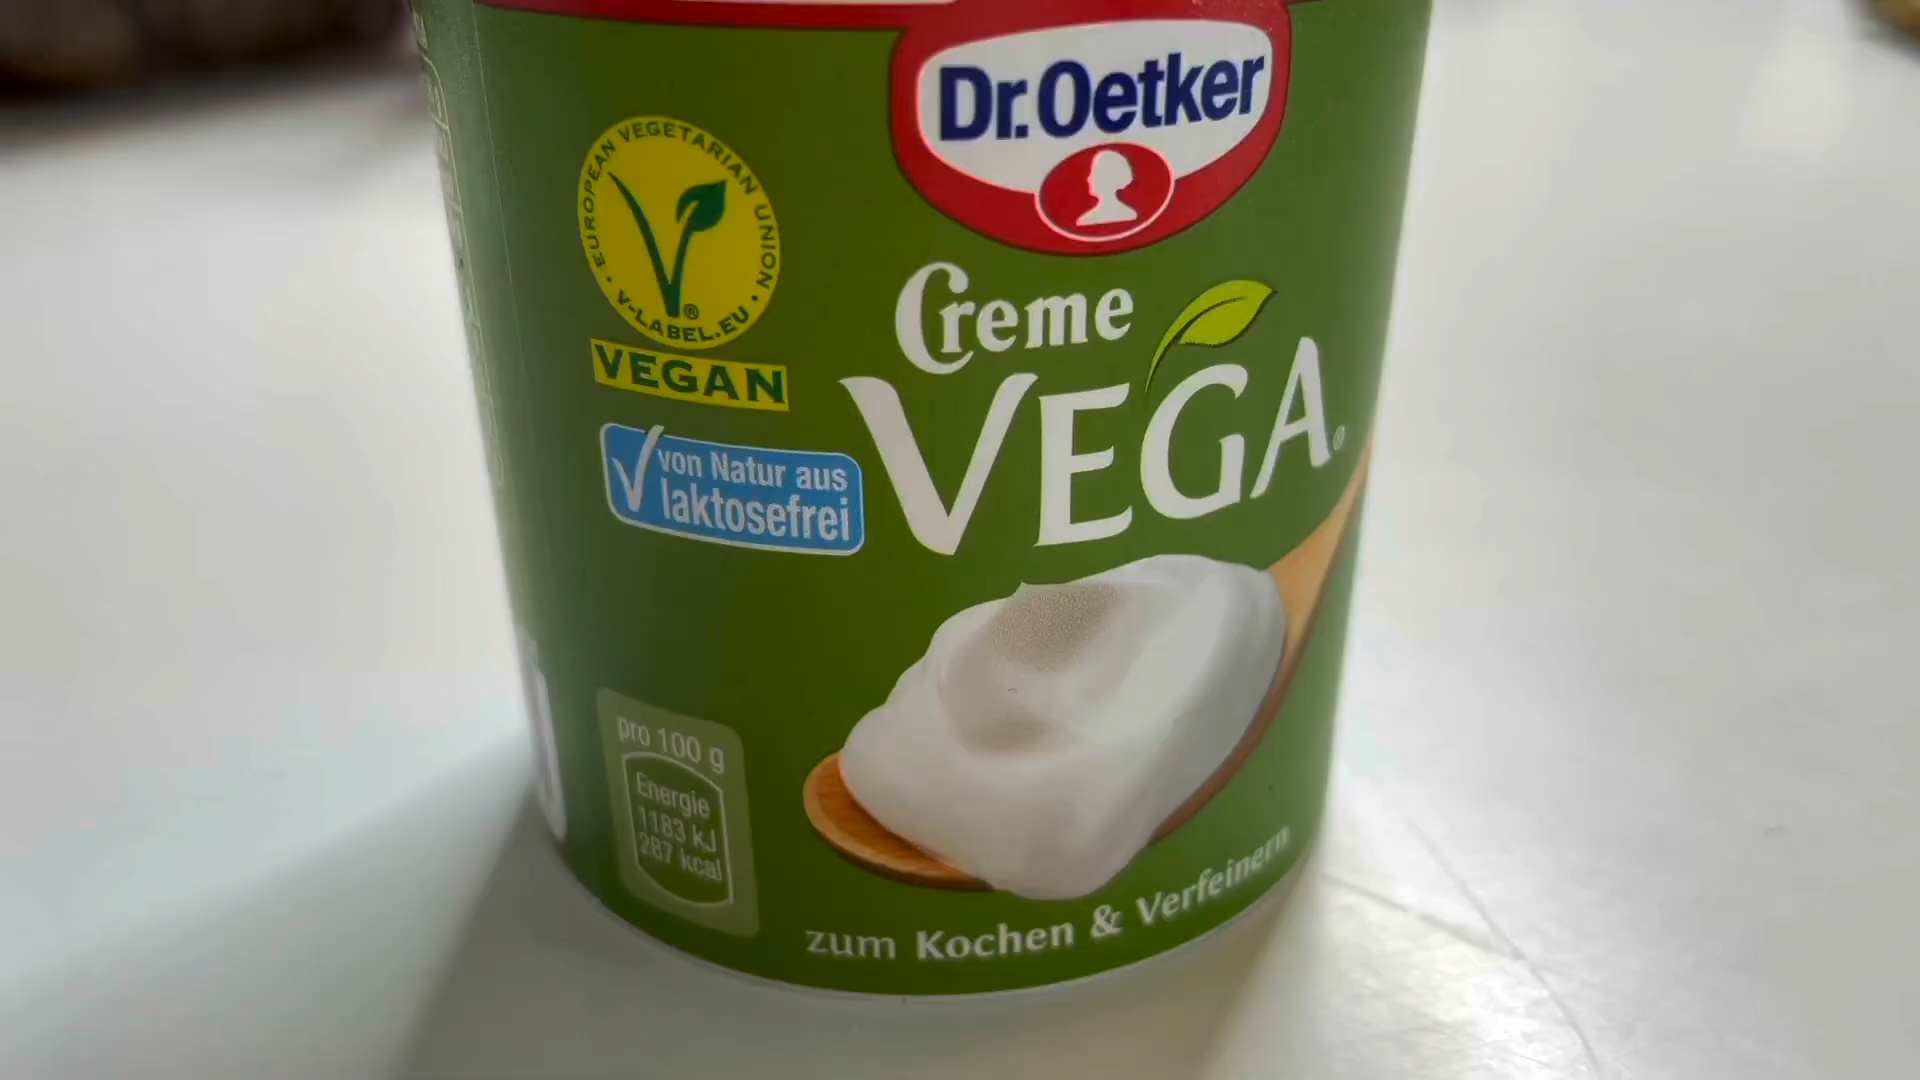 Dr. Oetker
EUROPEAN VEGETARIAN UNION
V-LABEL.EU
VEGAN
Creme
VEGA
von Natur aus
laktosefrei
pro 100 g
Energie
1183 kJ
287 kcal
zum Kochen & Verfeinern